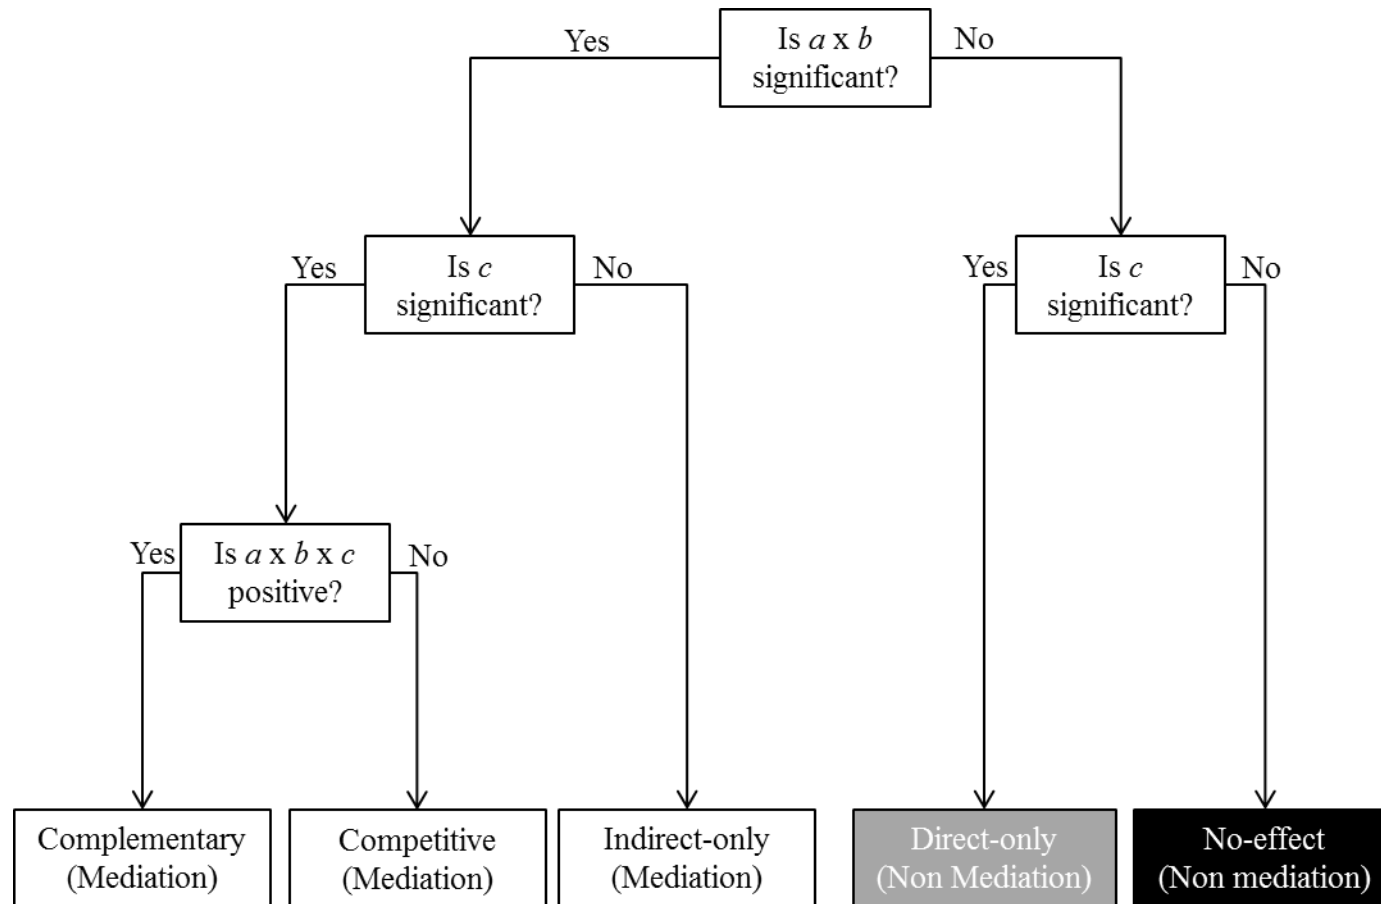 Is a x b
significant?
Yes
No
Is c
significant?
Yes
No
Is c
significant?
Yes
No
Is a x b x c
positive?
Yes
No
Complementary
(Mediation)
Competitive
(Mediation)
Indirect-only
(Mediation)
Direct-only
(Non Mediation)
No-effect
(Non mediation)